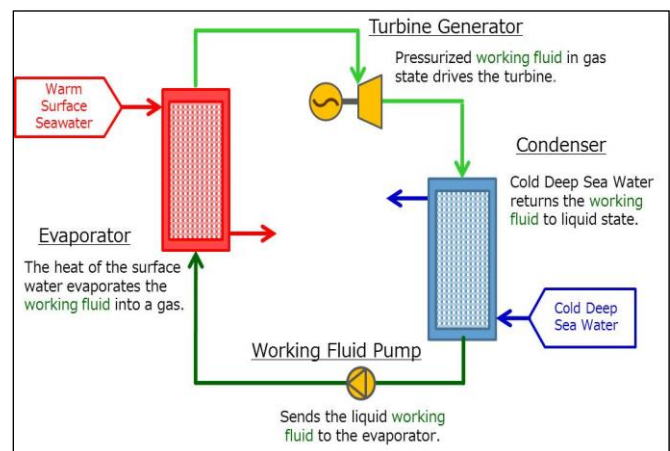 Turbine Generator
Pressurized working fluid in gas
state drives the turbine.
Warm
Surface
Seawater
Condenser
Cold Deep Sea Water
returns the working
fluid to liquid state.
Evaporator
The heat of the surface
water evaporates the
working fluid into a gas.
Cold Deep
Sea Water
Working Fluid Pump
Sends the liquid working
fluid to the evaporator.